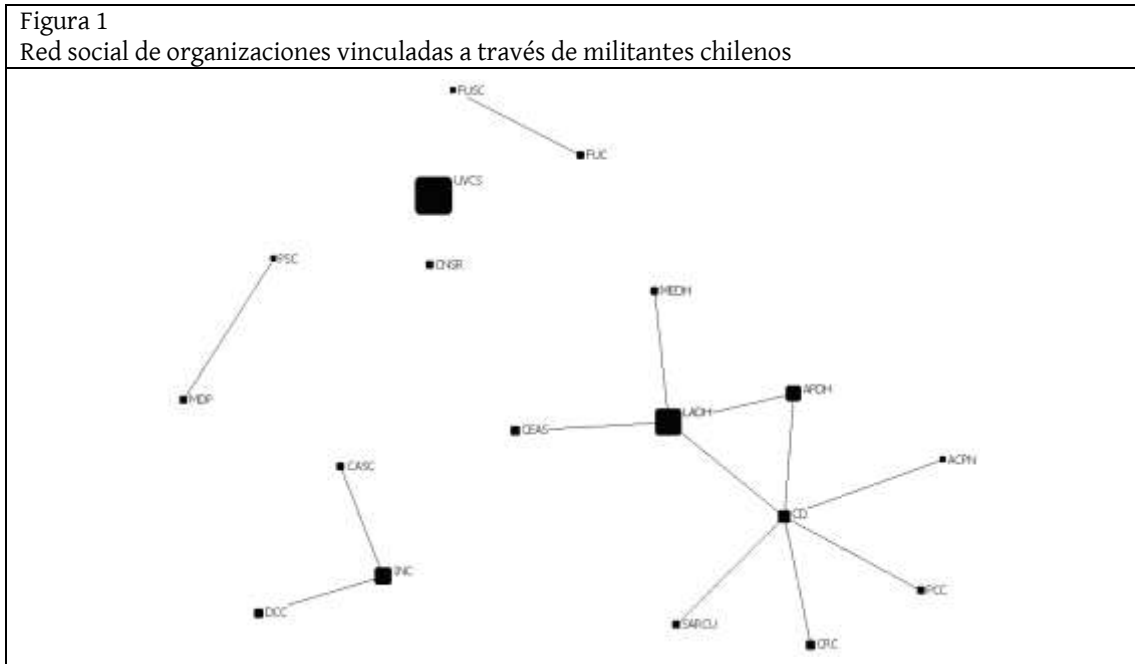 Figura 1
Red social de organizaciones vinculadas a través de militantes chilenos
FUSC
FUC
UVCS
CNSR
PSC
MEDH
MDP
APDH
LADH
CEAS
ACPN
CASC
CD
INC
PCC
DCC
SARCU
CRC